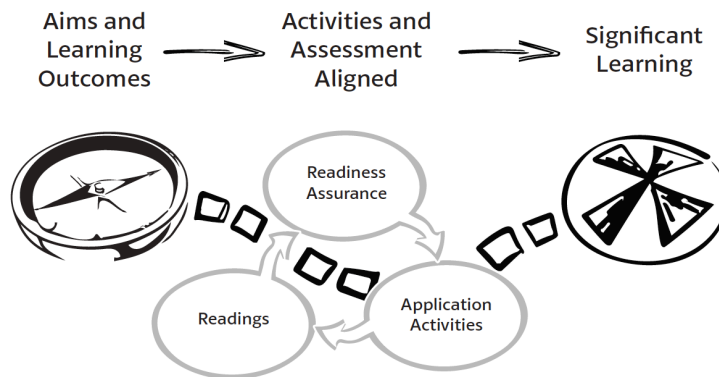 Aims and
Learning
Outcomes
Activities and
Assessment
Aligned
Significant
Learning
Readiness
Assurance
Readings
Application
Activities